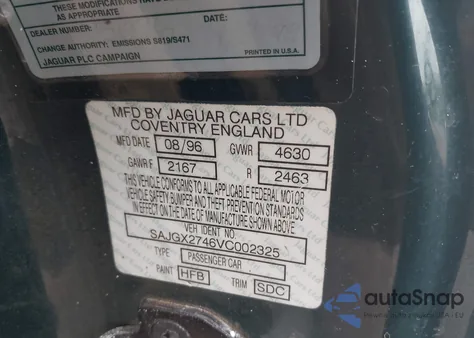 THESE MODIFICATIONS
AS APPROPRIATE
DEALER NUMBER:
CHANGE AUTHORITY: EMISSIONS S819/S471
JAGUAR PLC CAMPAIGN PRINTED IN U.S.A.
MFD BY JAGUAR CARS LTD
COVENTRY ENGLAND
MFD DATE 08/96 GVWR 4630
GAWR F 2167 R 2463
THIS VEHICLE CONFORMS TO ALL APPLICABLE FEDERAL MOTOR
VEHICLE SAFETY BUMPER AND THEFT PREVENTION STANDARDS
IN EFFECT ON THE DATE OF MANUFACTURE SHOWN ABOVE
VEH IDENT NO
SAJGX2746VC002325
TYPE PASSENGER CAR
PAINT HFB TRIM SDC
autoSnap